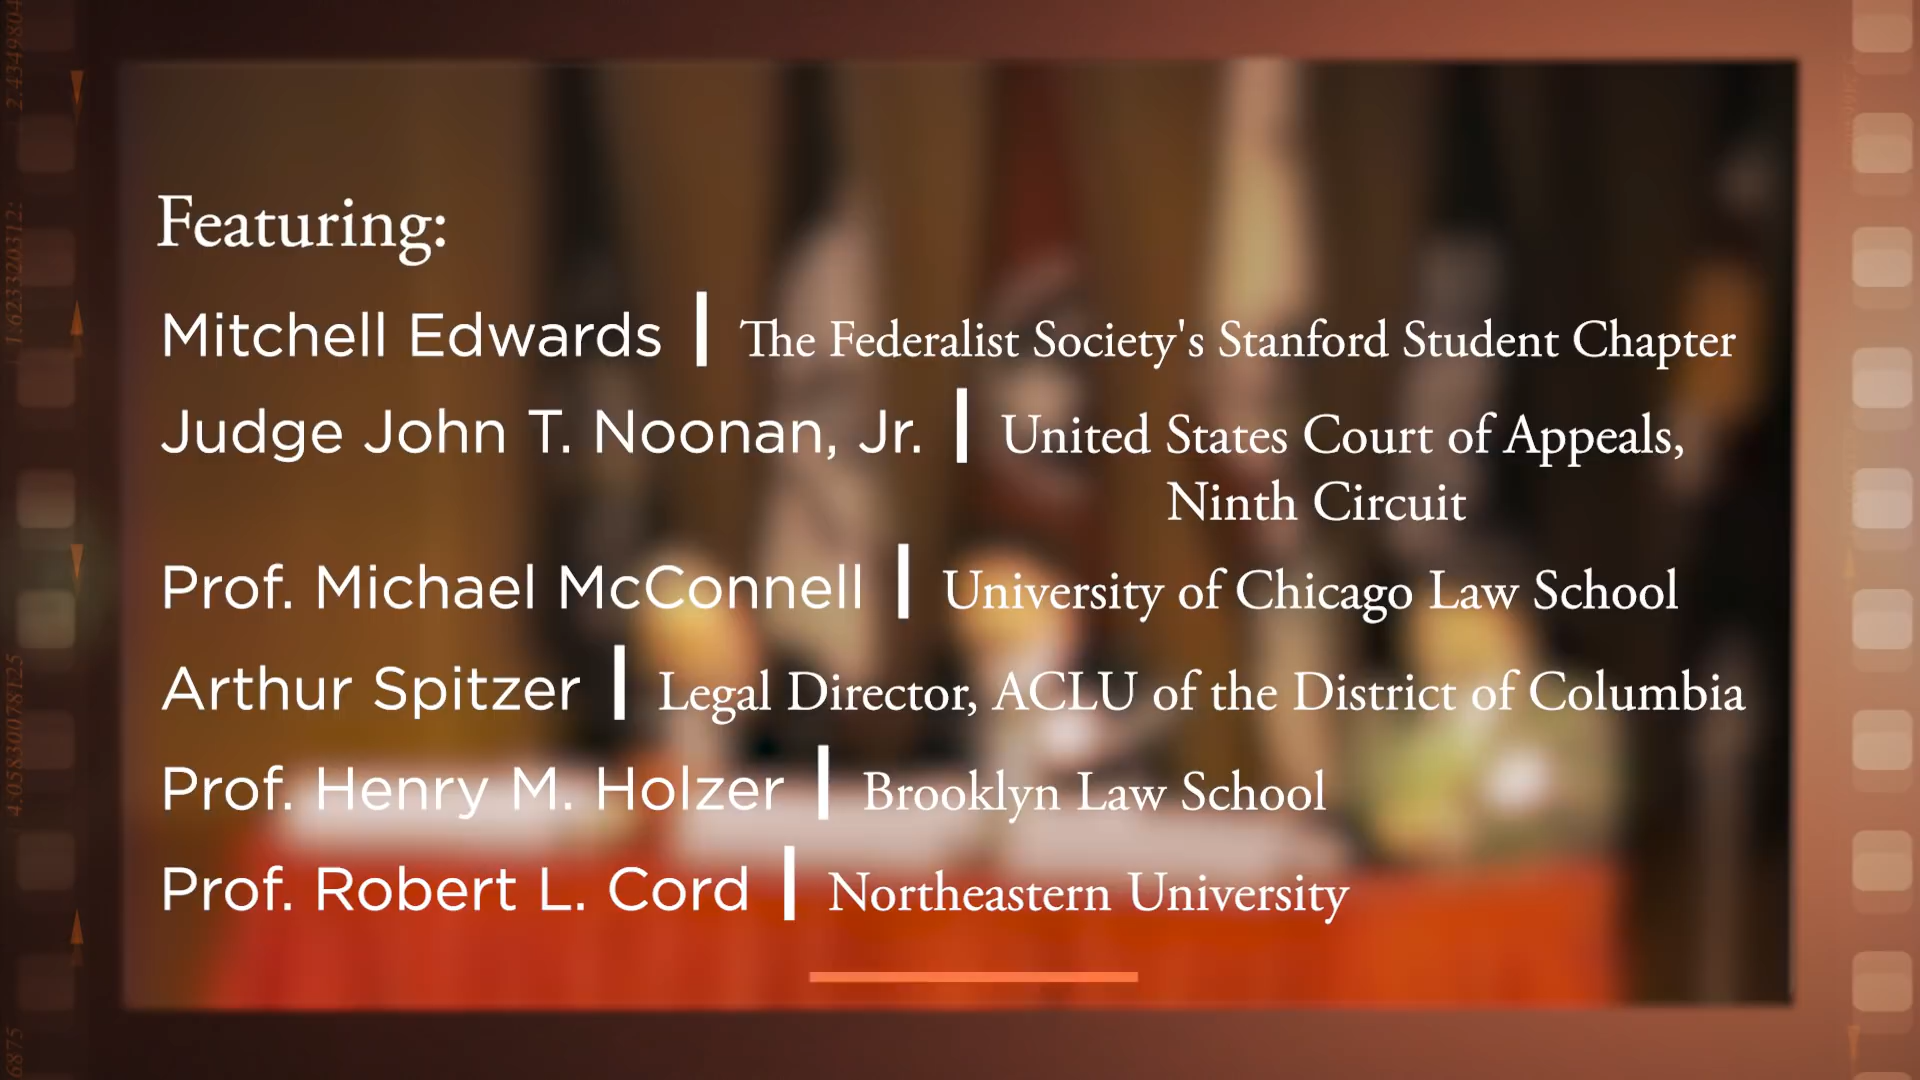 Featuring:
Mitchell Edwards | The Federalist Society's Stanford Student Chapter
Judge John T. Noonan, Jr. | United States Court of Appeals,
Ninth Circuit
Prof. Michael McConnell | University of Chicago Law School
Arthur Spitzer | Legal Director, ACLU of the District of Columbia
Prof. Henry M. Holzer | Brooklyn Law School
Prof. Robert L. Cord | Northeastern University